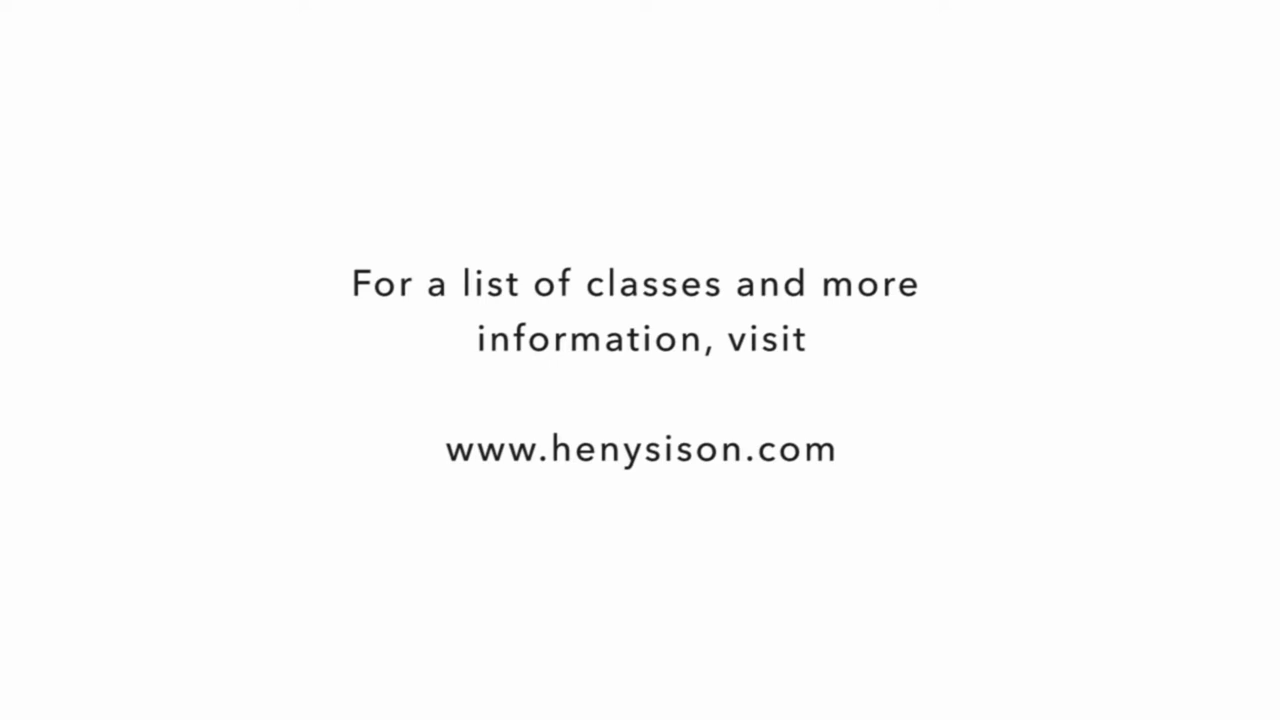 For a list of classes and more
information, visit
www.henysison.com